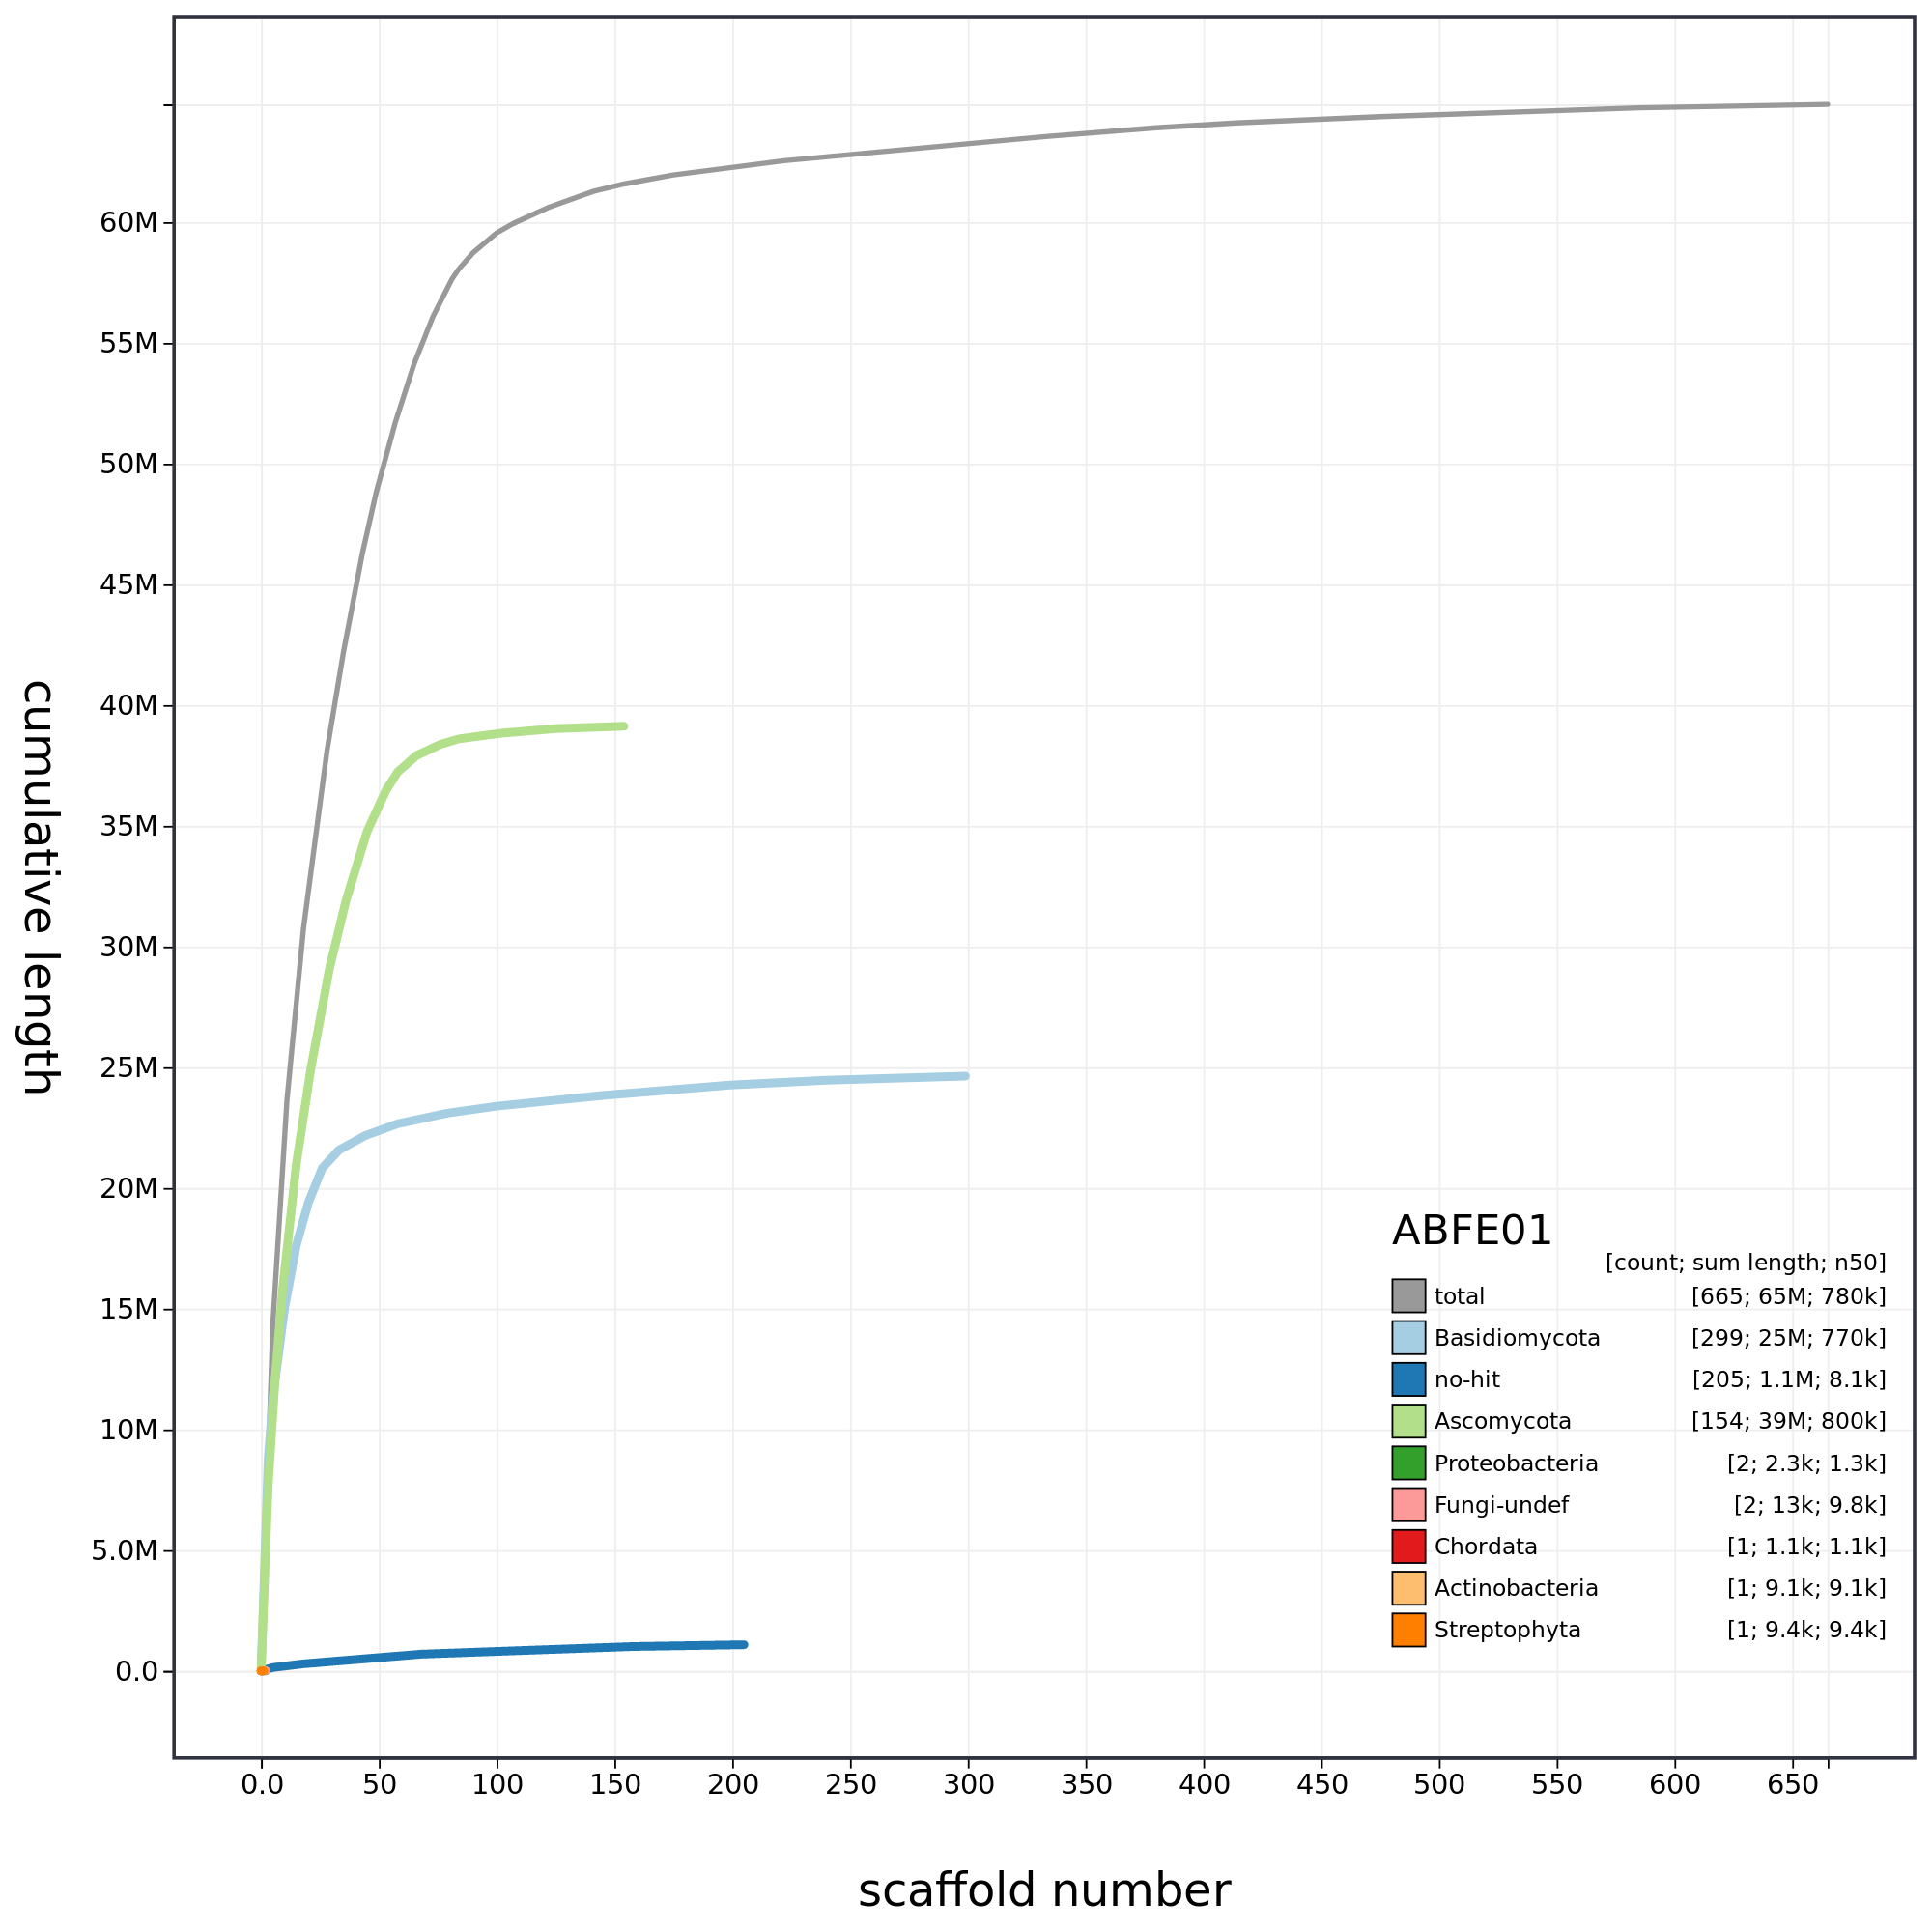 60M
55M
50M
45M
40M
35M
30M
25M
20M
15M
10M
5.0M
0.0
cumulative length
ABFE01
[count; sum length; n50]
total [665; 65M; 780k]
Basidiomycota [299; 25M; 770k]
no-hit [205; 1.1M; 8.1k]
Ascomycota [154; 39M; 800k]
Proteobacteria [2; 2.3k; 1.3k]
Fungi-undef [2; 13k; 9.8k]
Chordata [1; 1.1k; 1.1k]
Actinobacteria [1; 9.1k; 9.1k]
Streptophyta [1; 9.4k; 9.4k]
0.0 50 100 150 200 250 300 350 400 450 500 550 600 650
scaffold number